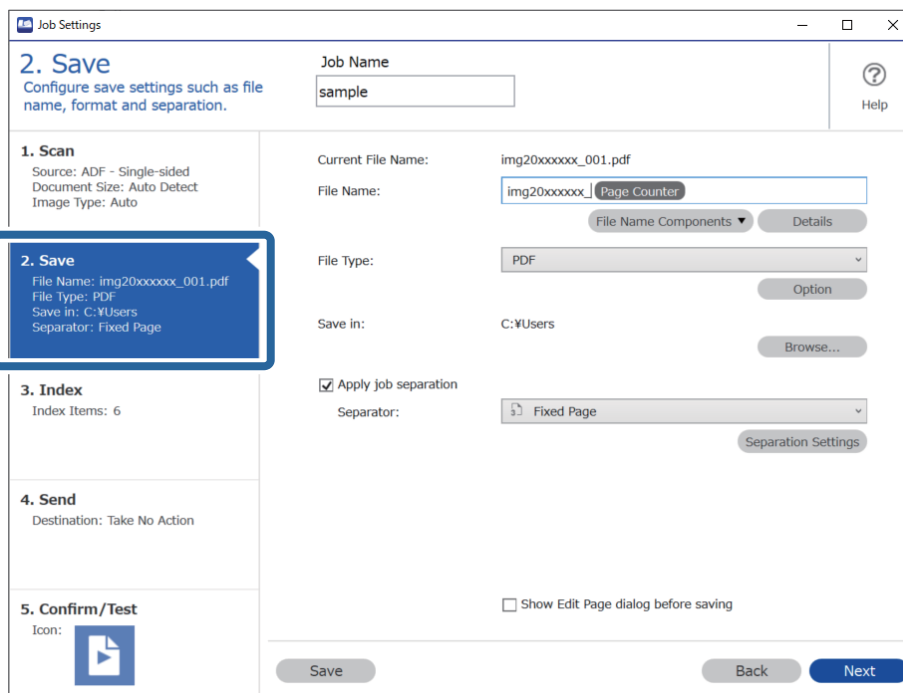 Job Settings
2. Save
Configure save settings such as file
name, format and separation.
Job Name
sample
Help
1. Scan
Source: ADF - Single-sided
Document Size: Auto Detect
Image Type: Auto
2. Save
File Name: img20xxxxxx_001.pdf
File Type: PDF
Save in: C:¥Users
Separator: Fixed Page
3. Index
Index Items: 6
4. Send
Destination: Take No Action
5. Confirm/Test
Icon:
Current File Name: img20xxxxxx_001.pdf
File Name: img20xxxxxx_ Page Counter
File Name Components ▼ Details
File Type: PDF
Option
Save in: C:¥Users
Browse...
Apply job separation
Separator: Fixed Page
Separation Settings
Show Edit Page dialog before saving
Save Back Next